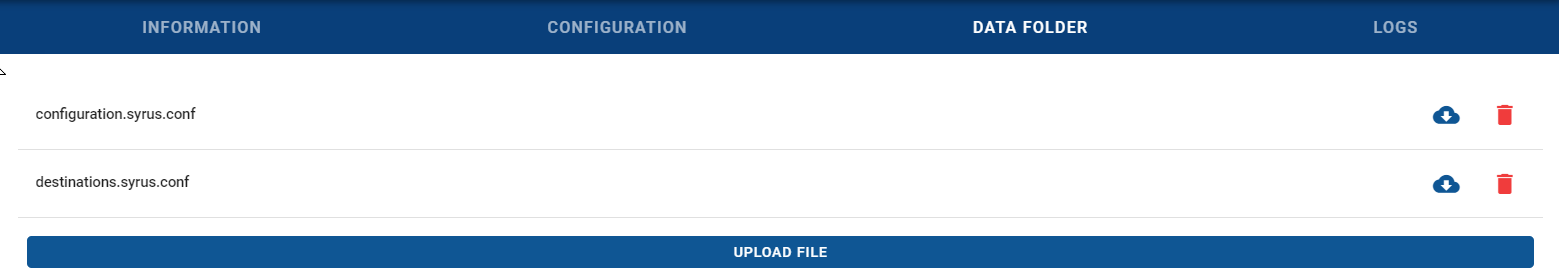 INFORMATION CONFIGURATION DATA FOLDER LOGS
configuration.syrus.conf
destinations.syrus.conf
UPLOAD FILE